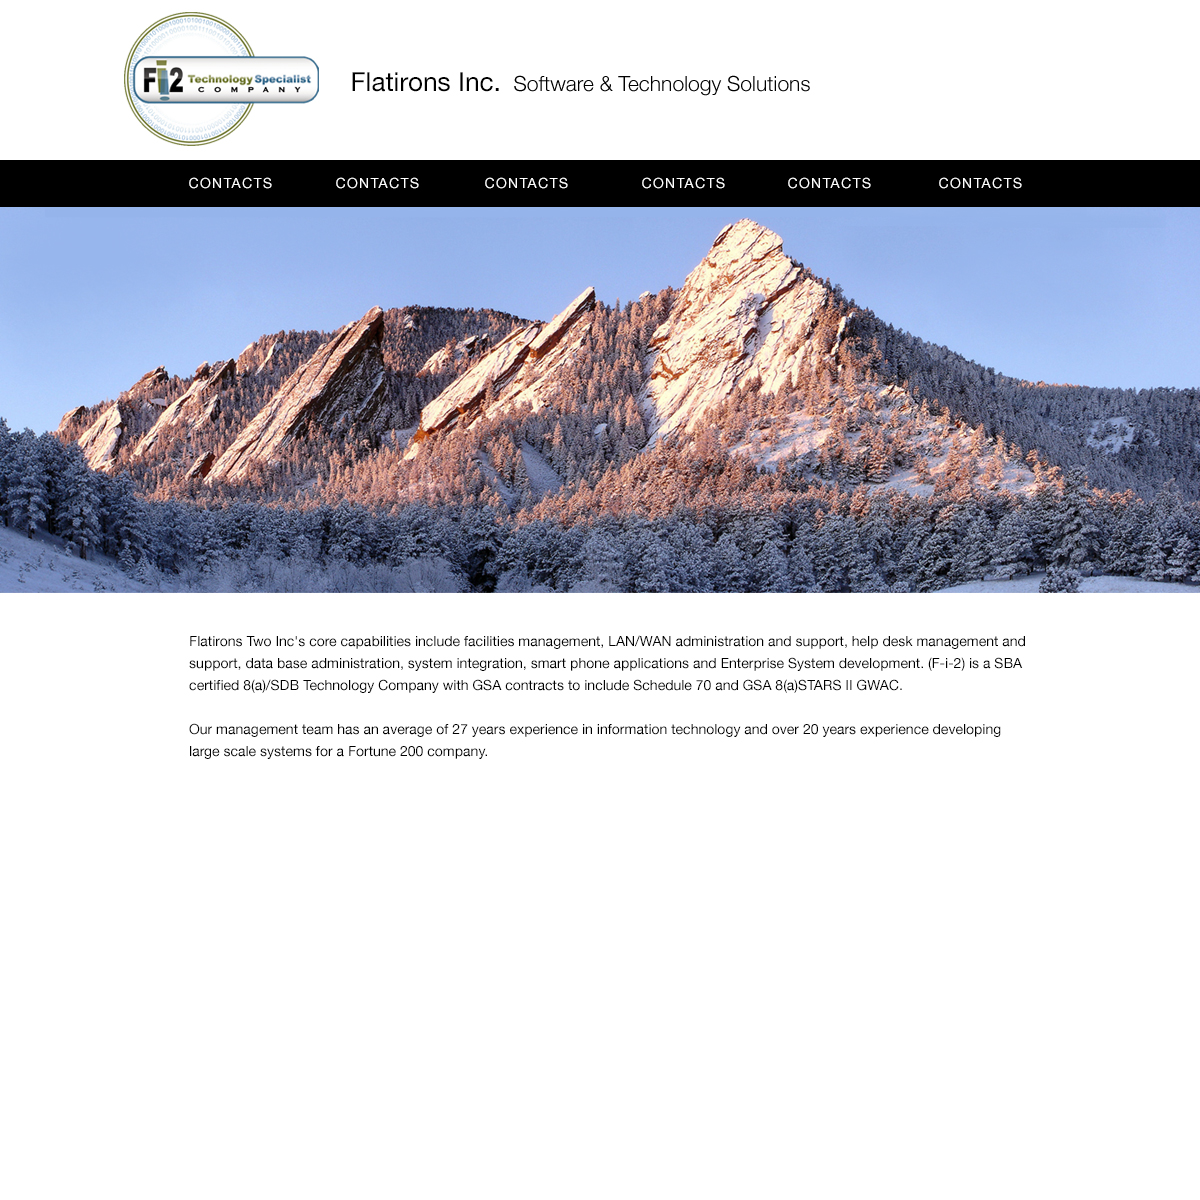 Fi2 Technology Specialist
COMPANY
Flatirons Inc. Software & Technology Solutions
CONTACTS CONTACTS CONTACTS CONTACTS CONTACTS CONTACTS
Flatirons Two Inc's core capabilities include facilities management, LAN/WAN administration and support, help desk management and
support, data base administration, system integration, smart phone applications and Enterprise System development. (F-i-2) is a SBA
certified 8(a)/SDB Technology Company with GSA contracts to include Schedule 70 and GSA 8(a)STARS II GWAC.
Our management team has an average of 27 years experience in information technology and over 20 years experience developing
large scale systems for a Fortune 200 company.